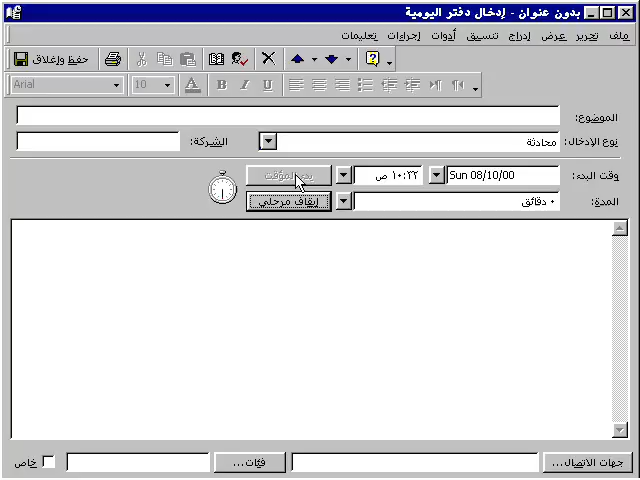 بدون عنوان - إدخال دفتر اليومية
ملف تحرير عرض إدراج تنسيق أدوات إجراءات تعليمات
حفظ وإغلاق
Arial 10 A B I U
الموضوع:
نوع الإدخال: محادثة الشركة:
وقت البدء: Sun 08/10/00 ١٠:٢٢ ص بدء المؤقت
المدة: ٠ دقائق إيقاف مرحلي
جهات الاتصال... فئات... خاص